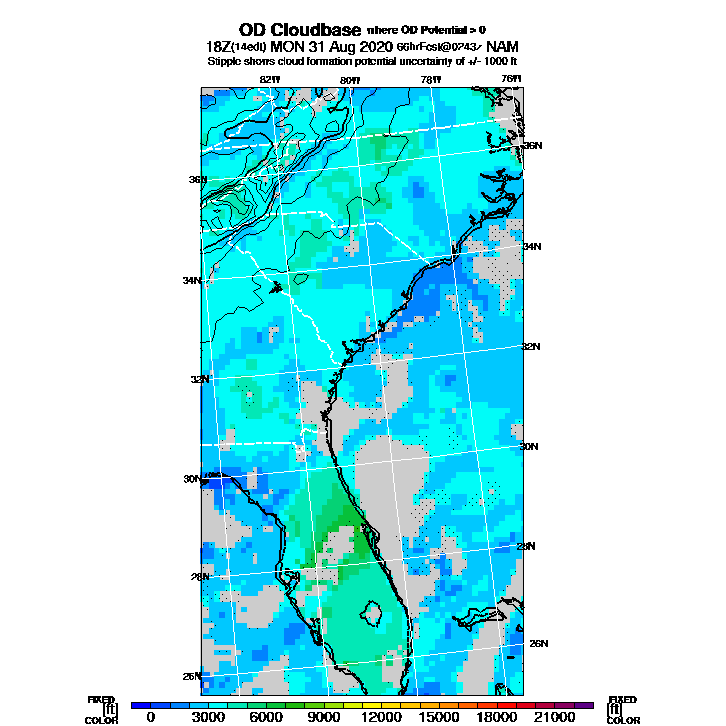 OD Cloudbase where OD Potential > 0
18Z(14edt) MON 31 Aug 2020 66hrFcst@0243z NAM
Stipple shows cloud formation potential uncertainty of +/- 1000 ft
82W 80W 78W 76W
36N
36N
34N
34N
32N
32N
30N
30N
28N
28N
26N
26N
FIXED FIXED
[ft] [ft]
COLOR COLOR
0 3000 6000 9000 12000 15000 18000 21000